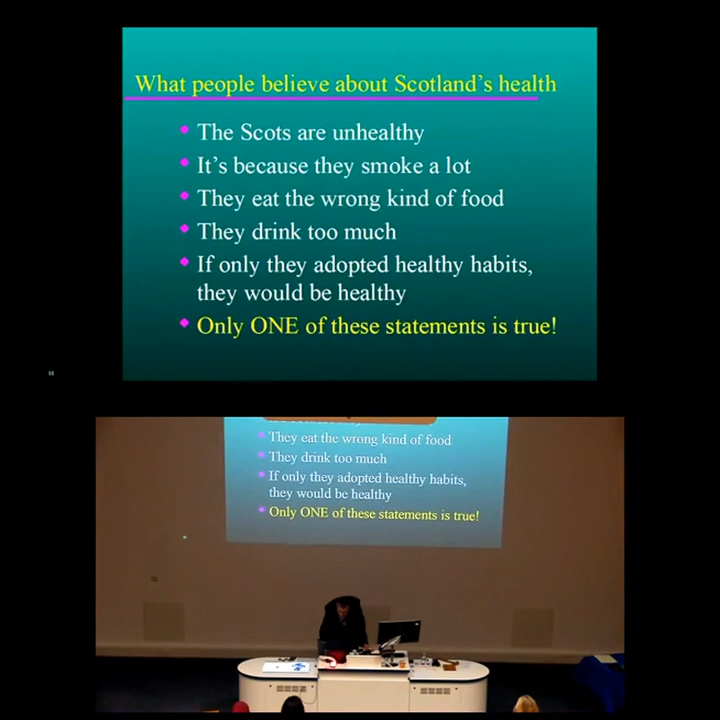 What people believe about Scotland's health
The Scots are unhealthy
It's because they smoke a lot
They eat the wrong kind of food
They drink too much
If only they adopted healthy habits,
they would be healthy
Only ONE of these statements is true!
They eat the wrong kind of food
They drink too much
If only they adopted healthy habits,
they would be healthy
Only ONE of these statements is true!